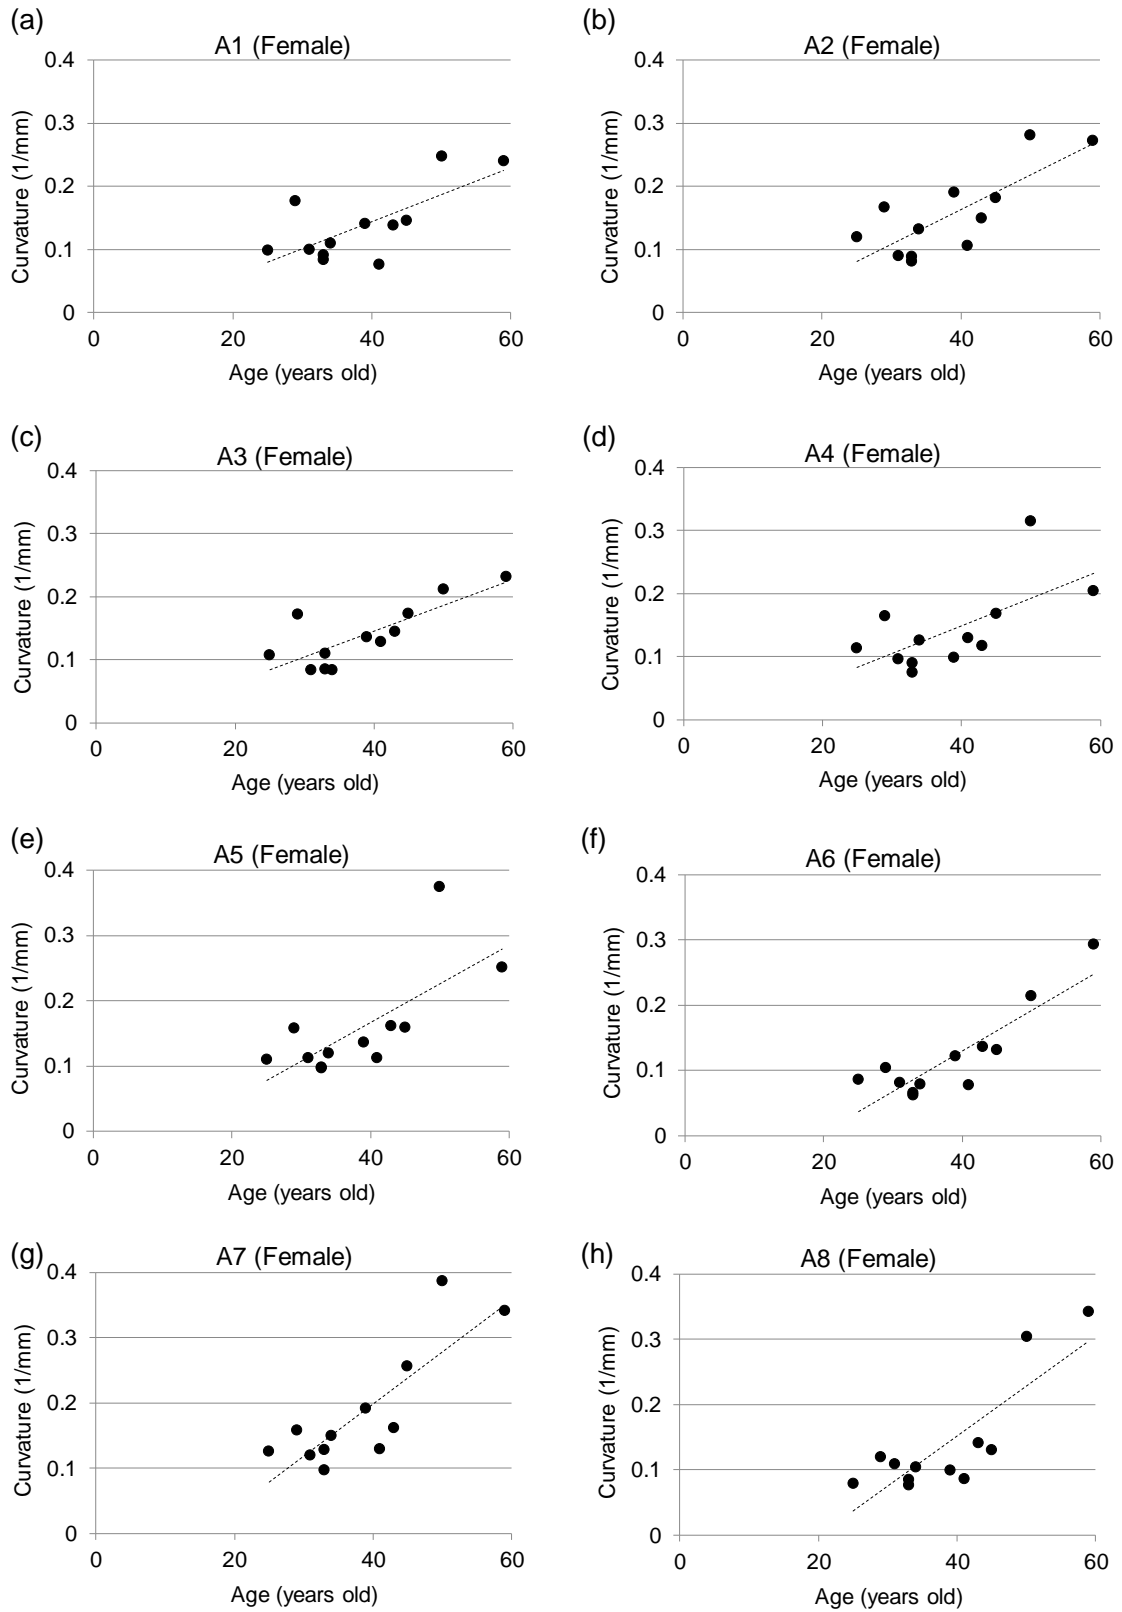 (a)
A1 (Female)
0.4
0.3
0.2
0.1
0
0 20 40 60
Curvature (1/mm)
Age (years old)
(b)
A2 (Female)
0.4
0.3
0.2
0.1
0
0 20 40 60
Curvature (1/mm)
Age (years old)
(c)
A3 (Female)
0.4
0.3
0.2
0.1
0
0 20 40 60
Curvature (1/mm)
Age (years old)
(d)
A4 (Female)
0.4
0.3
0.2
0.1
0
0 20 40 60
Curvature (1/mm)
Age (years old)
(e)
A5 (Female)
0.4
0.3
0.2
0.1
0
0 20 40 60
Curvature (1/mm)
Age (years old)
(f)
A6 (Female)
0.4
0.3
0.2
0.1
0
0 20 40 60
Curvature (1/mm)
Age (years old)
(g)
A7 (Female)
0.4
0.3
0.2
0.1
0
0 20 40 60
Curvature (1/mm)
Age (years old)
(h)
A8 (Female)
0.4
0.3
0.2
0.1
0
0 20 40 60
Curvature (1/mm)
Age (years old)